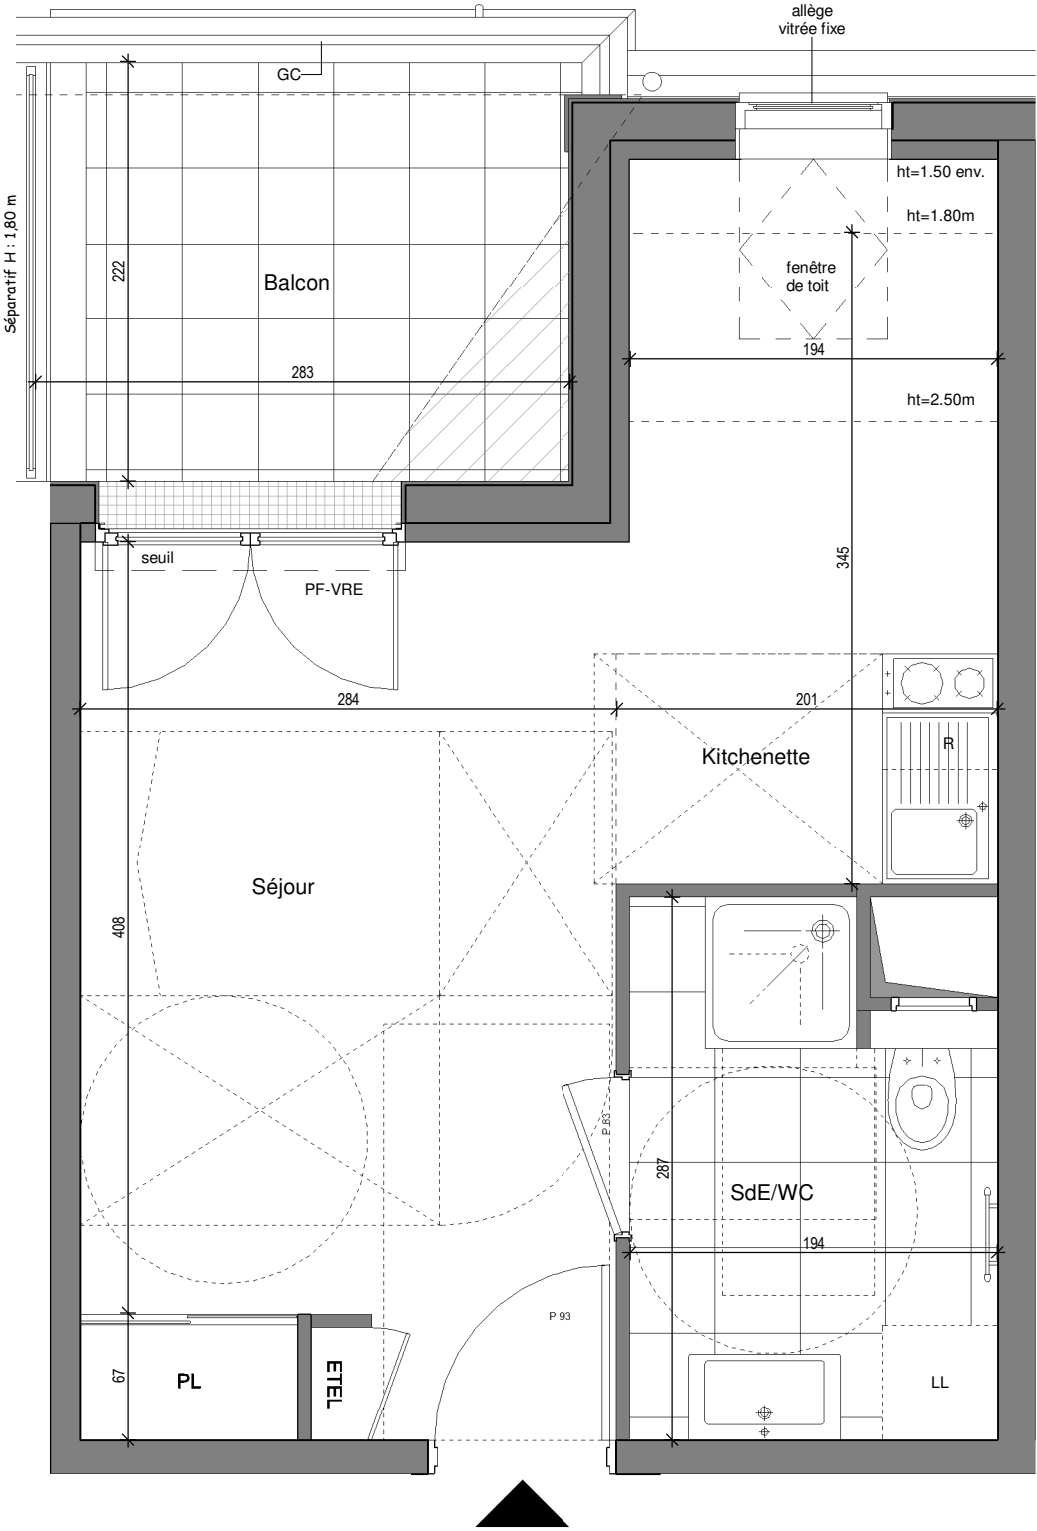 allège
vitrée fixe
GC
ht=1.50 env.
Séparatif H : 1,80 m
ht=1.80m
222
Balcon
fenêtre
de toit
194
283
ht=2.50m
seuil
345
PF-VRE
284
201
Kitchenette
R
Séjour
408
P 83
287
SdE/WC
194
P 93
67
PL
ETEL
LL